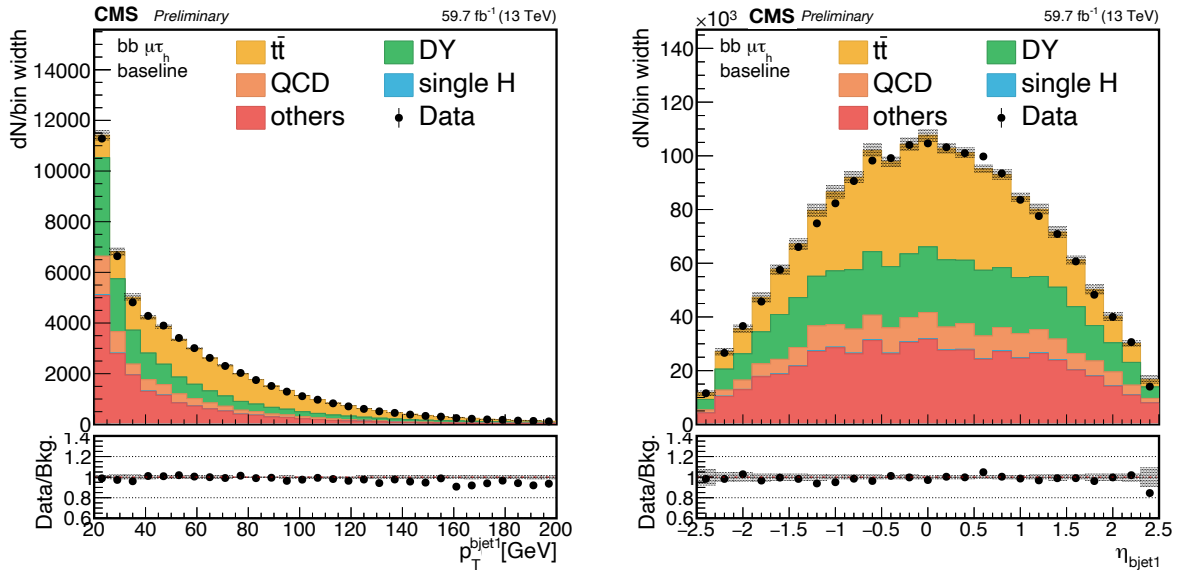 CMS Preliminary 59.7 fb⁻¹ (13 TeV)
dN/bin width
bb μτh
baseline
tt̄
DY
QCD
single H
others
Data
14000
12000
10000
8000
6000
4000
2000
0
Data/Bkg.
1.4
1.2
1
0.8
0.6
20 40 60 80 100 120 140 160 180 200
pT^bjet1 [GeV]
×10³ CMS Preliminary 59.7 fb⁻¹ (13 TeV)
dN/bin width
bb μτh
baseline
tt̄
DY
QCD
single H
others
Data
140
120
100
80
60
40
20
0
Data/Bkg.
1.4
1.2
1
0.8
0.6
−2.5 −2 −1.5 −1 −0.5 0 0.5 1 1.5 2 2.5
ηbjet1